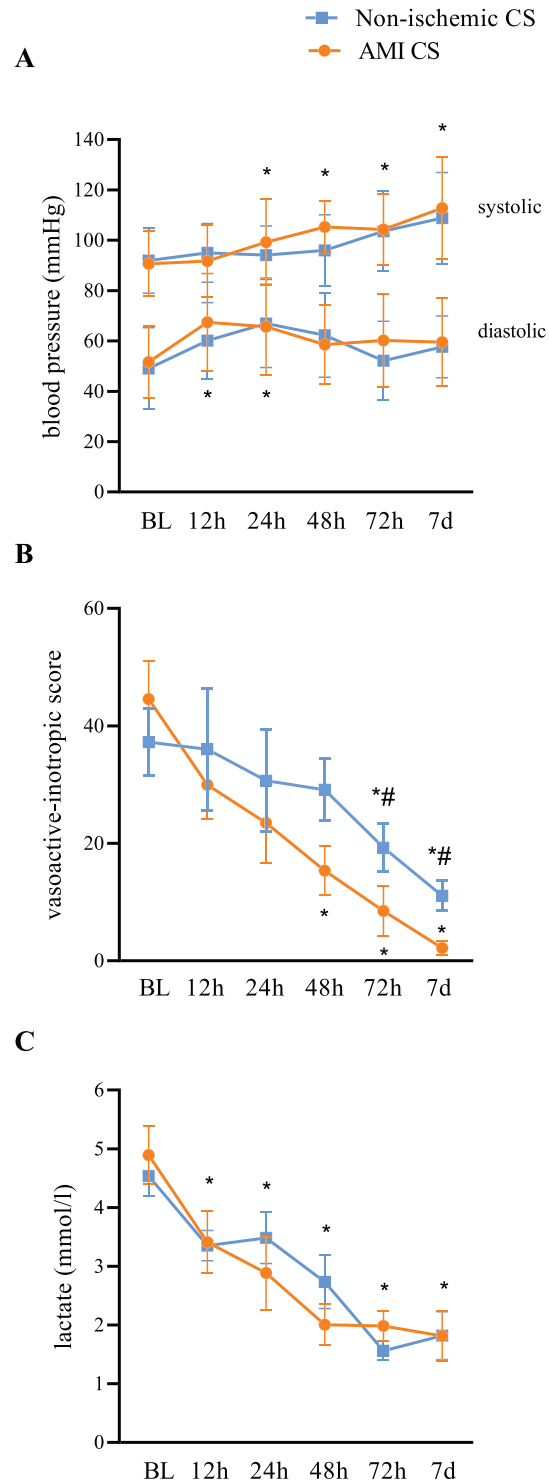 Non-ischemic CS
AMI CS
A
blood pressure (mmHg)
140
120
100
80
60
40
20
0
* * * * 
systolic
diastolic
* *
BL 12h 24h 48h 72h 7d
B
vasoactive-inotropic score
60
40
20
0
*# *#
* * *
BL 12h 24h 48h 72h 7d
C
lactate (mmol/l)
6
5
4
3
2
1
0
* * * * *
BL 12h 24h 48h 72h 7d